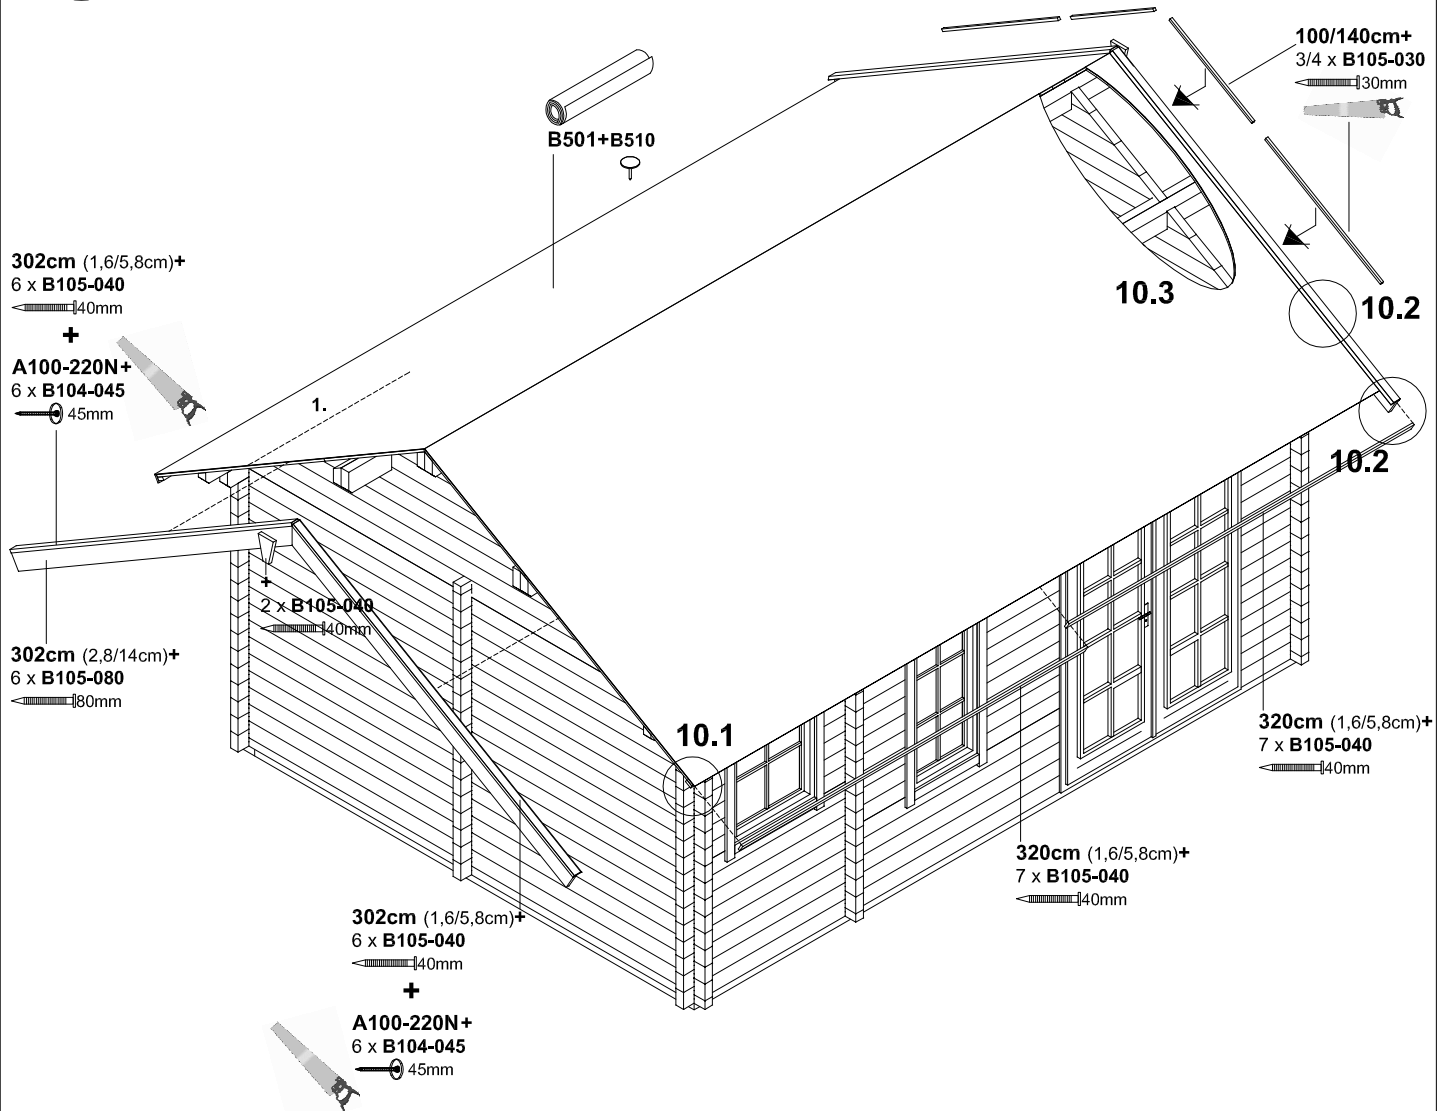 100/140cm+
3/4 x B105-030
30mm
B501+B510
302cm (1,6/5,8cm)+
6 x B105-040
40mm
+
A100-220N+
6 x B104-045
45mm
10.3
10.2
1.
10.2
+
2 x B105-040
40mm
302cm (2,8/14cm)+
6 x B105-080
80mm
10.1
320cm (1,6/5,8cm)+
7 x B105-040
40mm
320cm (1,6/5,8cm)+
7 x B105-040
40mm
302cm (1,6/5,8cm)+
6 x B105-040
40mm
+
A100-220N+
6 x B104-045
45mm